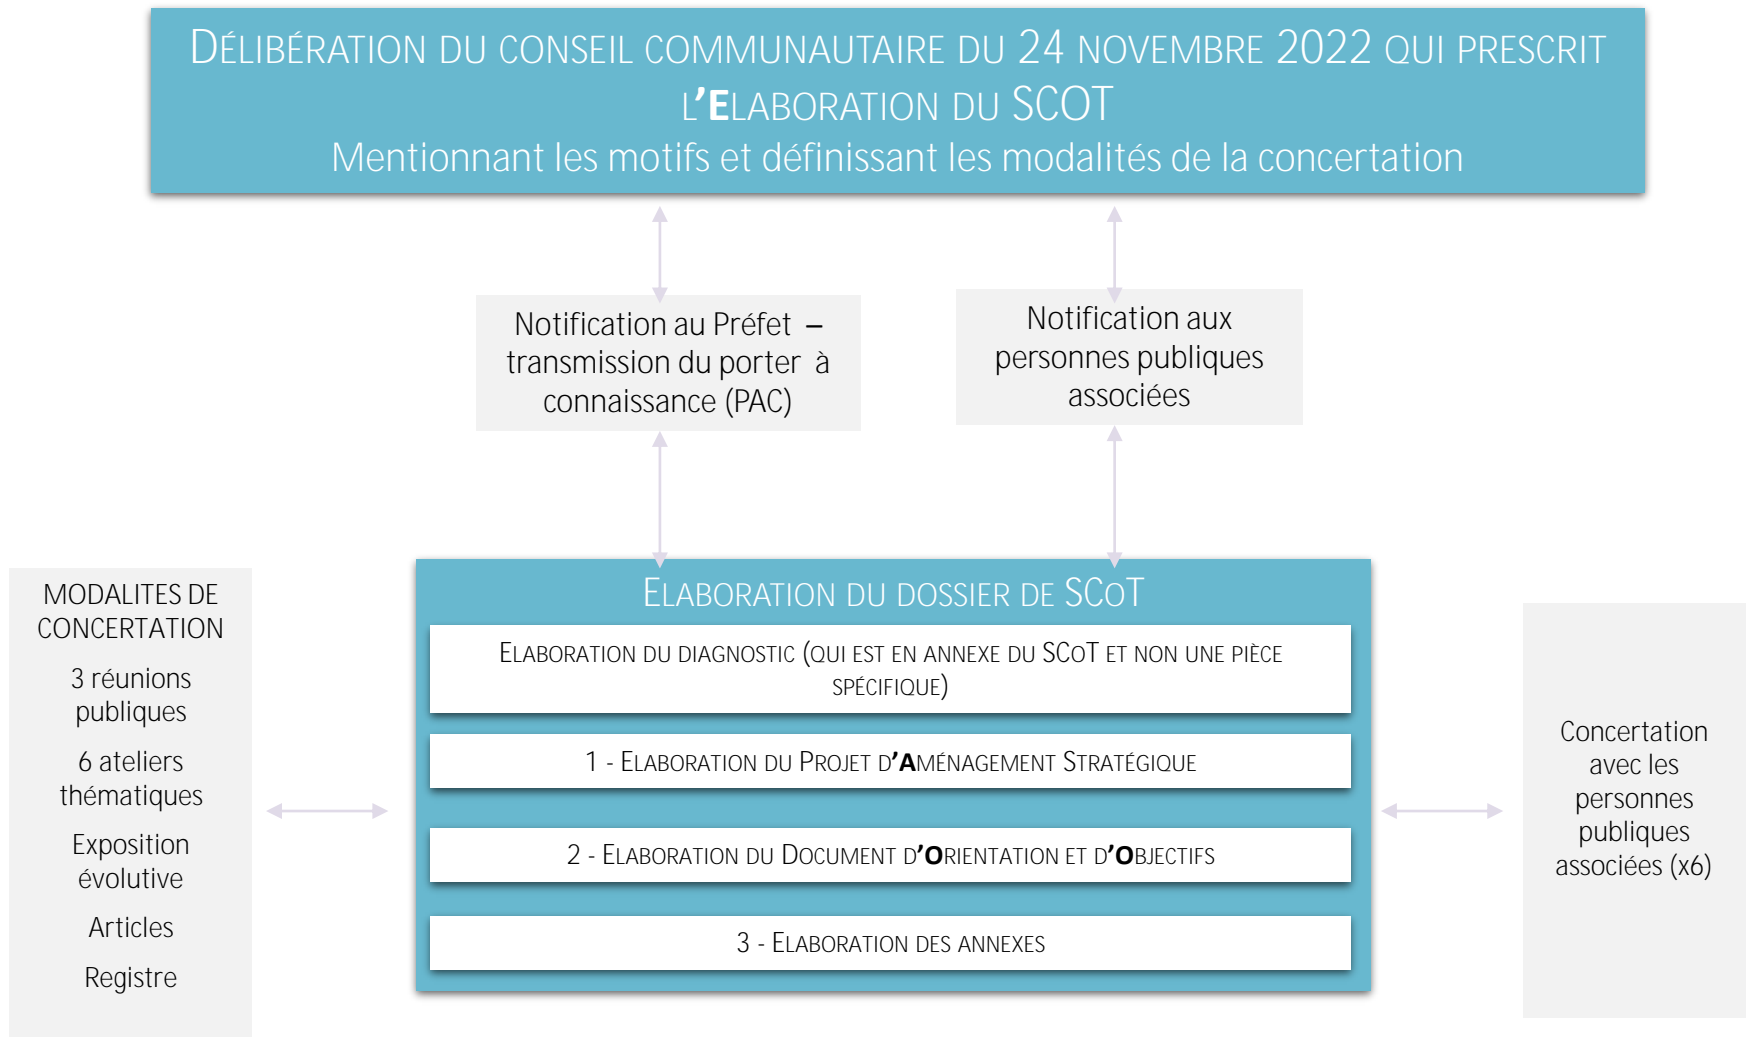 DÉLIBÉRATION DU CONSEIL COMMUNAUTAIRE DU 24 NOVEMBRE 2022 QUI PRESCRIT
L'ELABORATION DU SCOT
Mentionnant les motifs et définissant les modalités de la concertation
Notification au Préfet –
transmission du porter à
connaissance (PAC)
Notification aux
personnes publiques
associées
MODALITES DE
CONCERTATION
3 réunions
publiques
6 ateliers
thématiques
Exposition
évolutive
Articles
Registre
ELABORATION DU DOSSIER DE SCOT
ELABORATION DU DIAGNOSTIC (QUI EST EN ANNEXE DU SCOT ET NON UNE PIÈCE
SPÉCIFIQUE)
1 - ELABORATION DU PROJET D'AMÉNAGEMENT STRATÉGIQUE
2 - ELABORATION DU DOCUMENT D'ORIENTATION ET D'OBJECTIFS
3 - ELABORATION DES ANNEXES
Concertation
avec les
personnes
publiques
associées (x6)